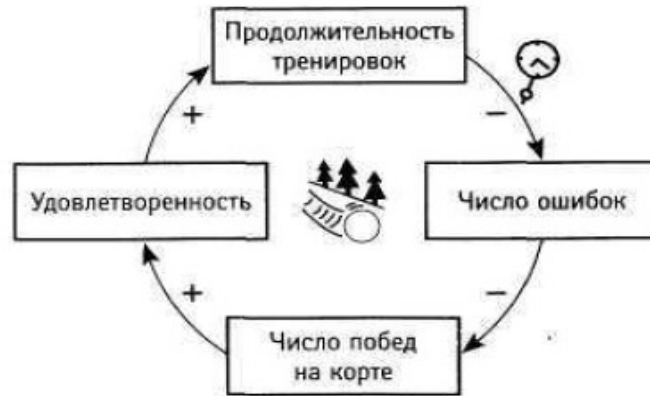 Продолжительность
тренировок
+
−
Удовлетворенность
Число ошибок
+
−
Число побед
на корте